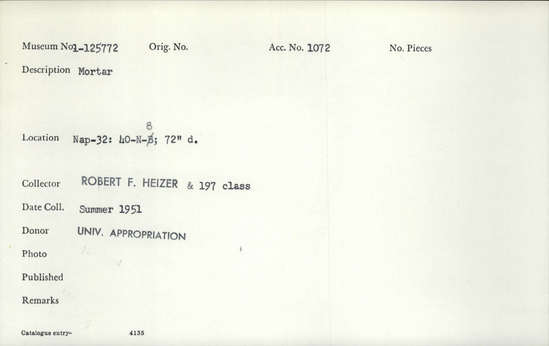 Museum No. 1-125772 Orig. No. Acc. No. 1072 No. Pieces
Description Mortar
8
Location Nap-32: 40-N-B; 72" d.
Collector ROBERT F. HEIZER & 197 class
Date Coll. Summer 1951
Donor UNIV. APPROPRIATION
Photo
Published
Remarks
Catalogue entry- 4135